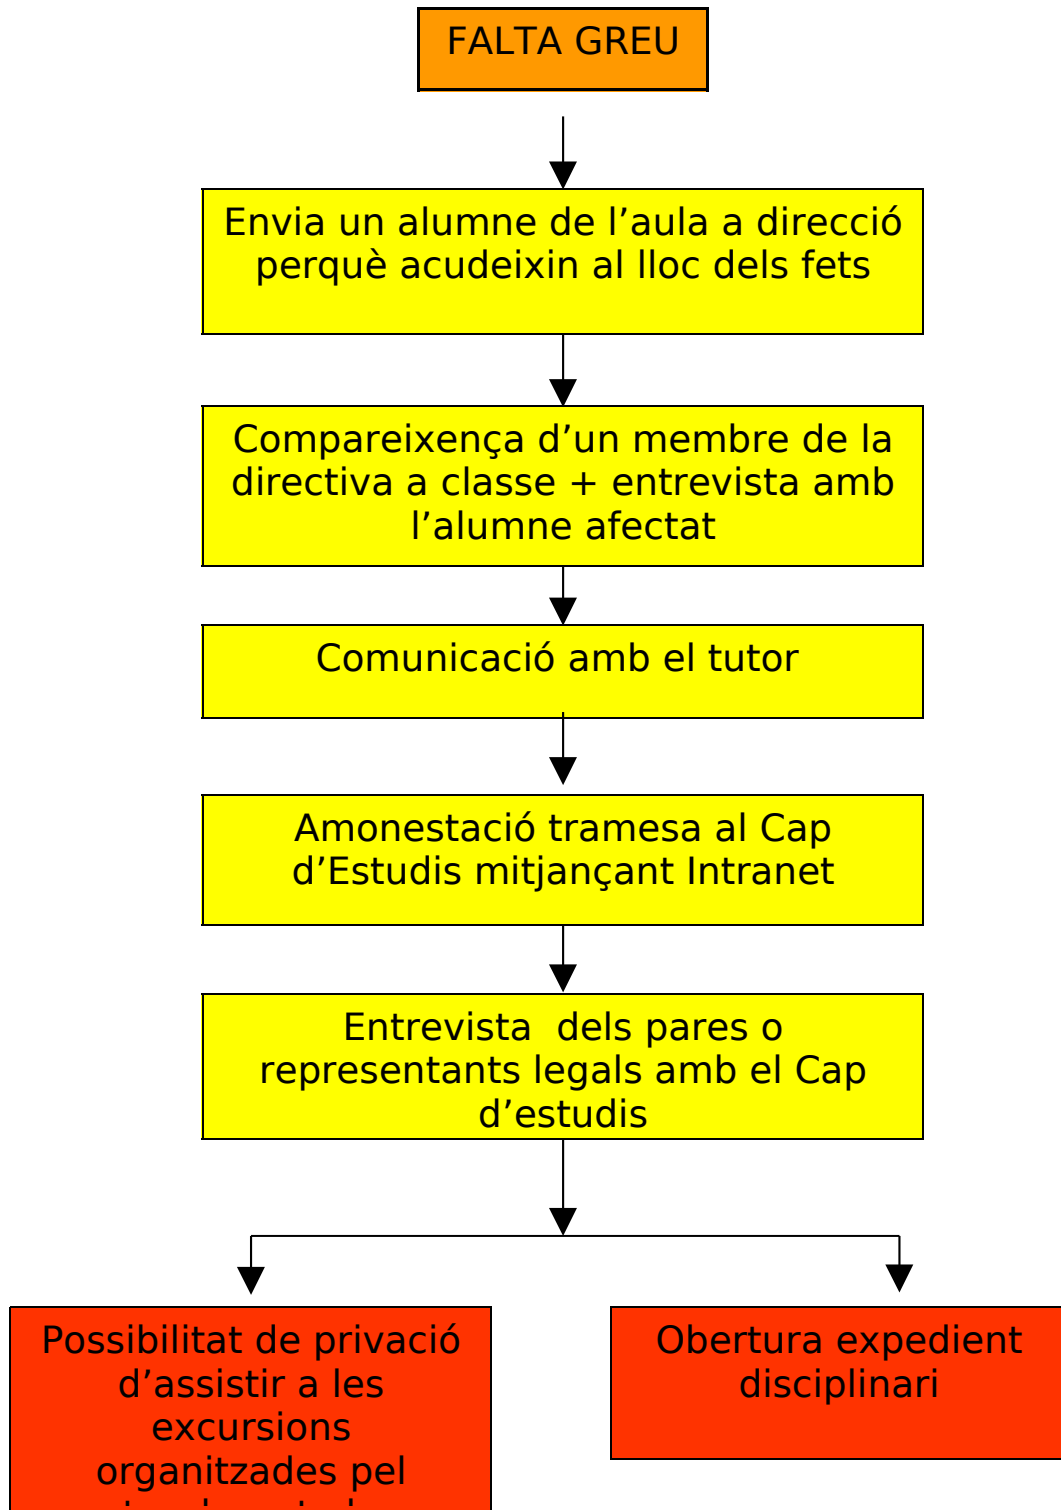 FALTA GREU
Envia un alumne de l’aula a direcció
perquè acudeixin al lloc dels fets
Compareixença d’un membre de la
directiva a classe + entrevista amb
l’alumne afectat
Comunicació amb el tutor
Amonestació tramesa al Cap
d’Estudis mitjançant Intranet
Entrevista  dels pares o
representants legals amb el Cap
d’estudis
Possibilitat de privació
d’assistir a les
excursions
organitzades pel
Obertura expedient
disciplinari